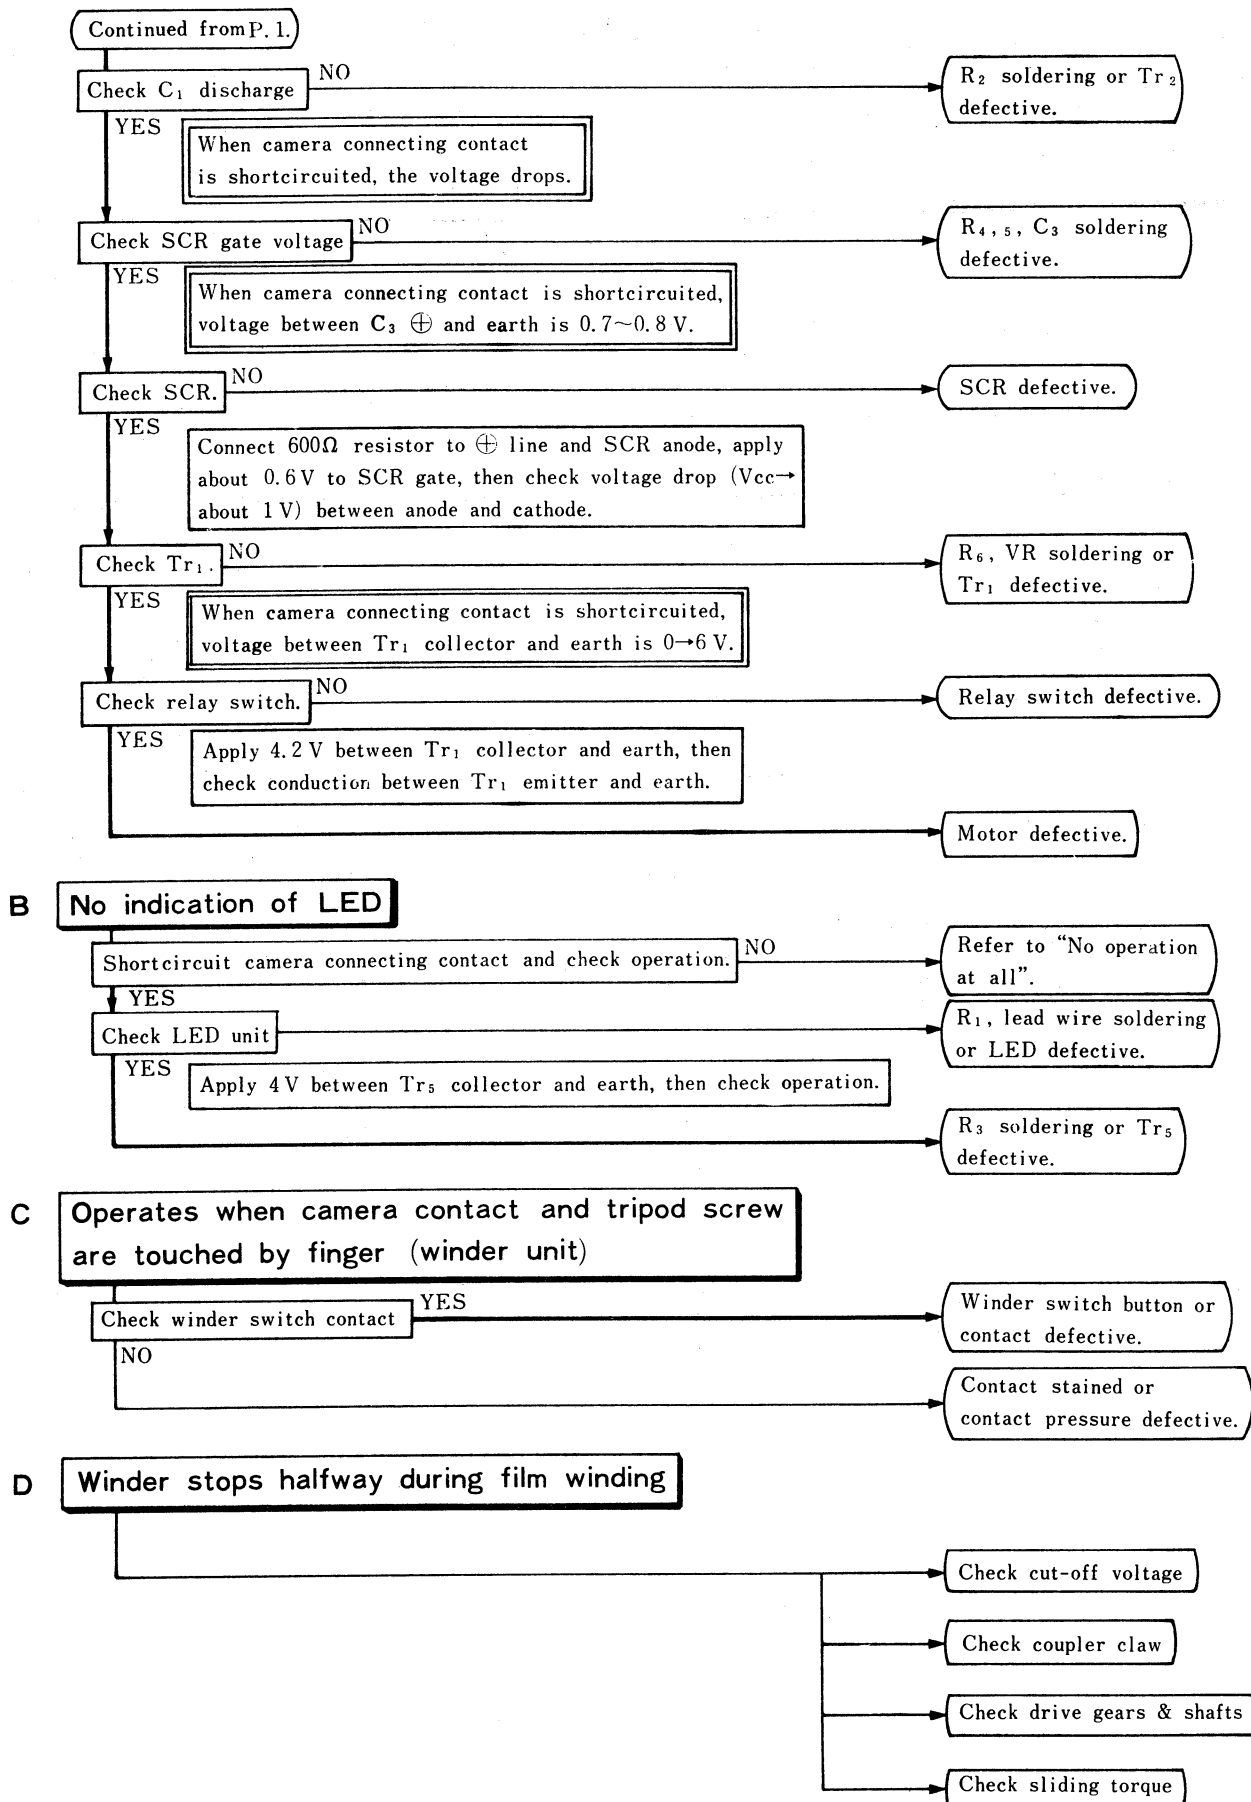 Continued from P. 1.
Check C₁ discharge
NO
R₂ soldering or Tr₂
defective.
YES
When camera connecting contact
is shortcircuited, the voltage drops.
Check SCR gate voltage
NO
R₄,₅, C₃ soldering
defective.
YES
When camera connecting contact is shortcircuited,
voltage between C₃ ⊕ and earth is 0.7~0.8 V.
Check SCR.
NO
SCR defective.
YES
Connect 600Ω resistor to ⊕ line and SCR anode, apply
about 0.6 V to SCR gate, then check voltage drop (Vcc→
about 1 V) between anode and cathode.
Check Tr₁.
NO
R₆, VR soldering or
Tr₁ defective.
YES
When camera connecting contact is shortcircuited,
voltage between Tr₁ collector and earth is 0→6 V.
Check relay switch.
NO
Relay switch defective.
YES
Apply 4.2 V between Tr₁ collector and earth, then
check conduction between Tr₁ emitter and earth.
Motor defective.
B No indication of LED
Shortcircuit camera connecting contact and check operation.
NO
Refer to “No operation
at all”.
YES
Check LED unit
R₁, lead wire soldering
or LED defective.
YES
Apply 4 V between Tr₅ collector and earth, then check operation.
R₃ soldering or Tr₅
defective.
C Operates when camera contact and tripod screw
are touched by finger (winder unit)
Check winder switch contact
YES
Winder switch button or
contact defective.
NO
Contact stained or
contact pressure defective.
D Winder stops halfway during film winding
Check cut-off voltage
Check coupler claw
Check drive gears & shafts
Check sliding torque